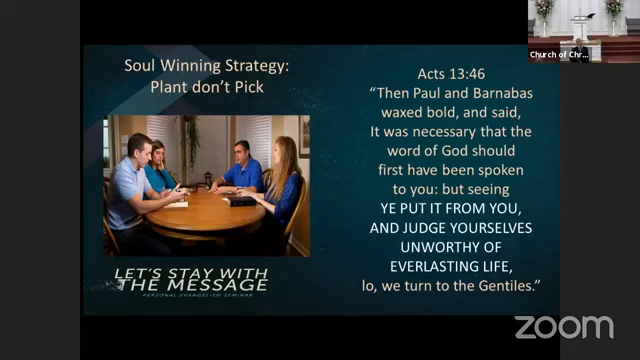 Soul Winning Strategy:
Plant don't Pick
LET'S STAY WITH
THE MESSAGE
PERSONAL EVANGELISM SEMINAR
Acts 13:46
"Then Paul and Barnabas
waxed bold, and said,
It was necessary that the
word of God should
first have been spoken
to you: but seeing
YE PUT IT FROM YOU,
AND JUDGE YOURSELVES
UNWORTHY OF
EVERLASTING LIFE,
lo, we turn to the Gentiles."
Church of Chr...
zoom